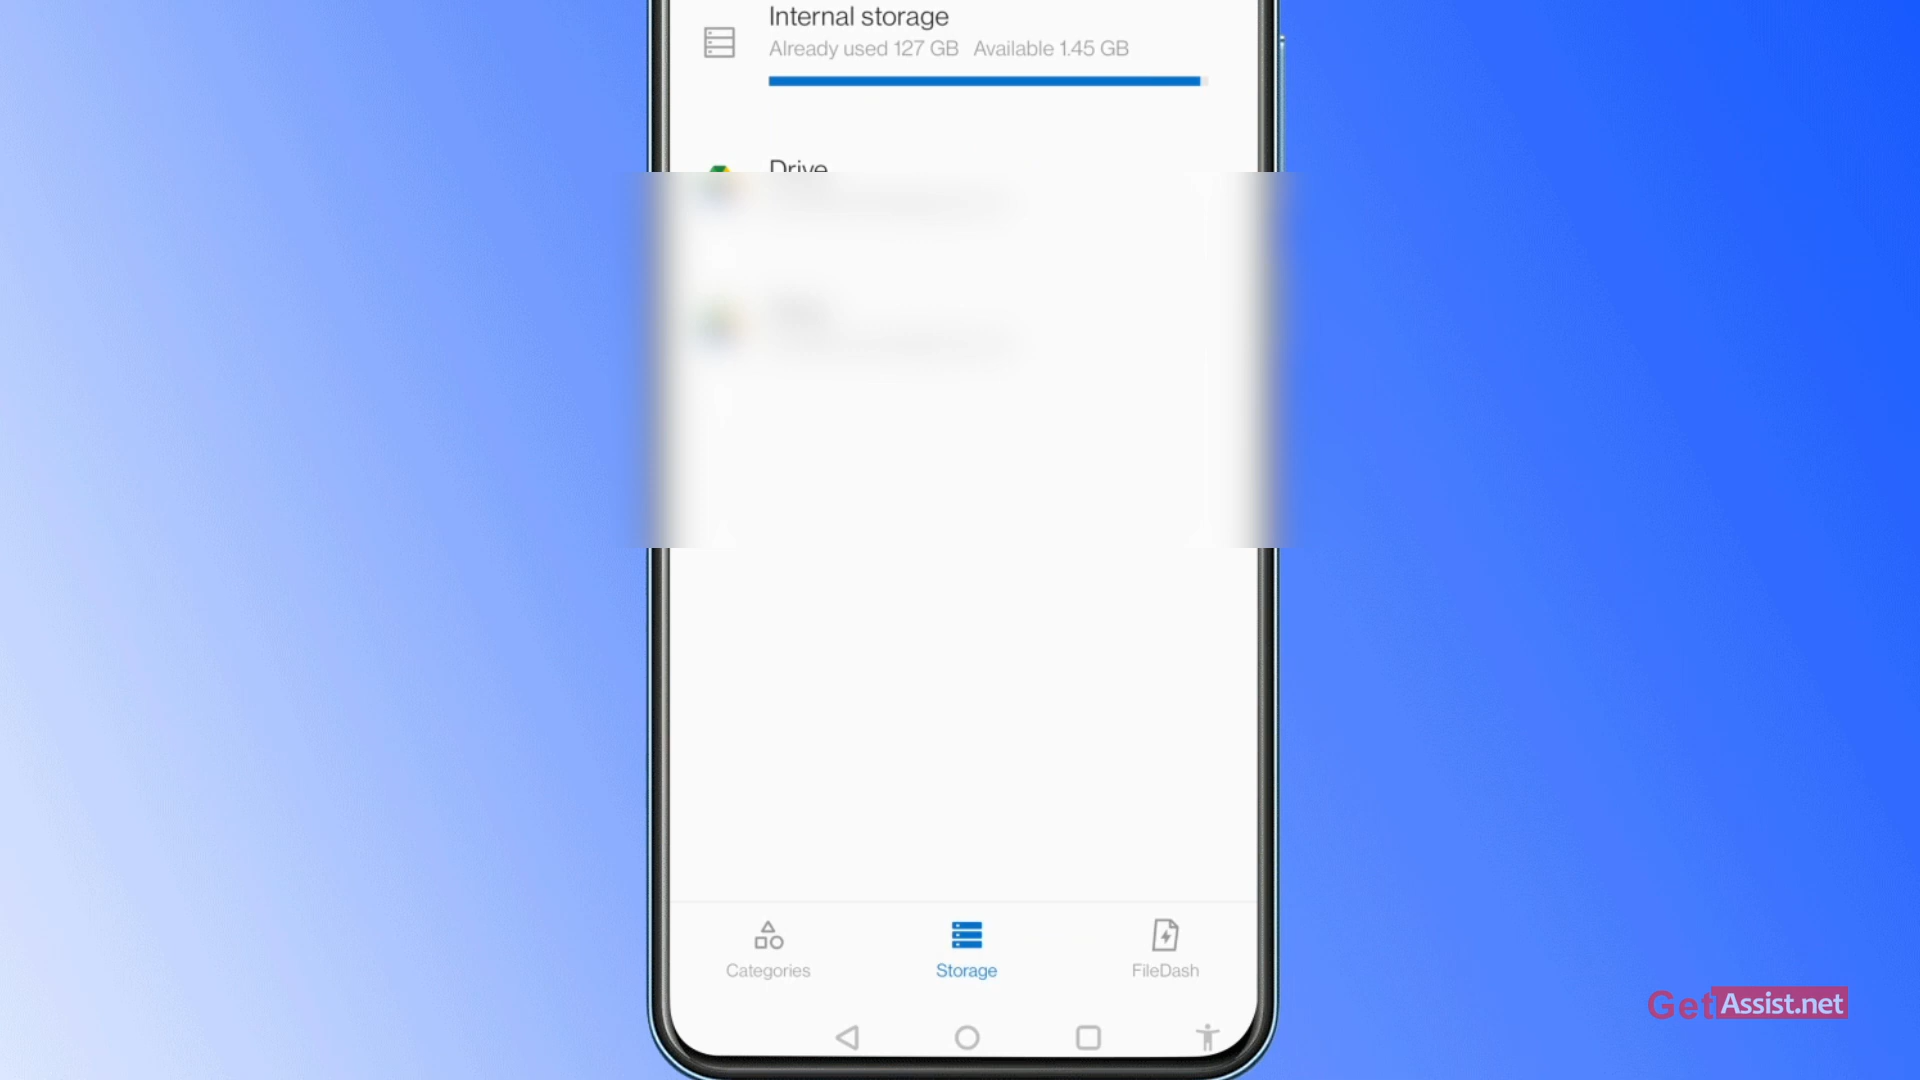 Internal storage
Already used 127 GB Available 1.45 GB
Drive
Categories
Storage
FileDash
GetAssist.net